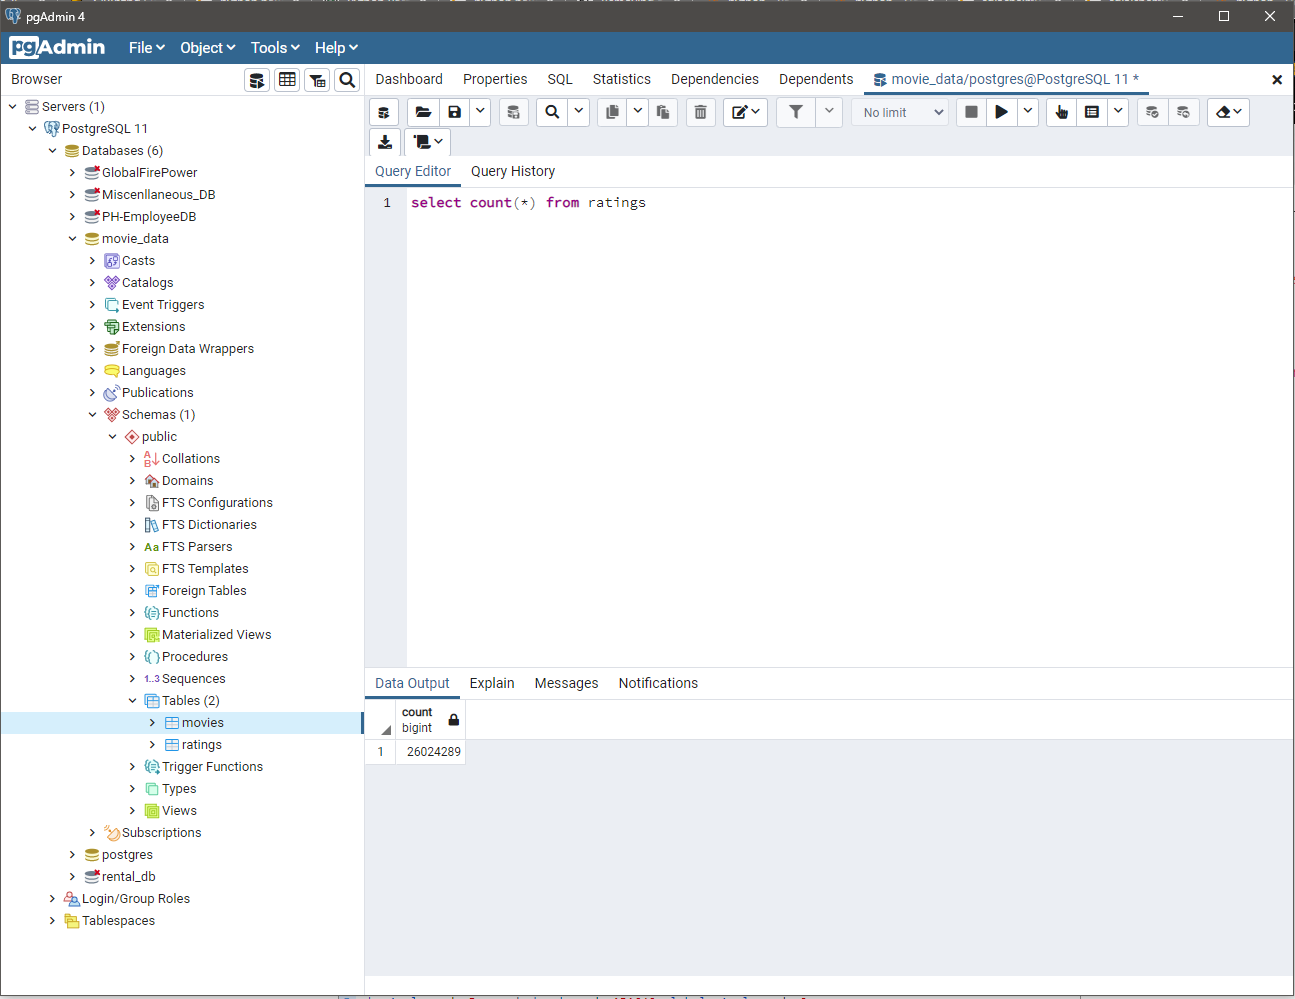 pgAdmin 4
pgAdmin File Object Tools Help
Browser
Dashboard Properties SQL Statistics Dependencies Dependents movie_data/postgres@PostgreSQL 11 *
No limit
Servers (1)
PostgreSQL 11
Databases (6)
GlobalFirePower
Miscenllaneous_DB
PH-EmployeeDB
movie_data
Casts
Catalogs
Event Triggers
Extensions
Foreign Data Wrappers
Languages
Publications
Schemas (1)
public
Collations
Domains
FTS Configurations
FTS Dictionaries
Aa FTS Parsers
FTS Templates
Foreign Tables
Functions
Materialized Views
Procedures
1..3 Sequences
Tables (2)
movies
ratings
Trigger Functions
Types
Views
Subscriptions
postgres
rental_db
Login/Group Roles
Tablespaces
Query Editor Query History
1 select count(*) from ratings
Data Output Explain Messages Notifications
count
bigint
1 26024289